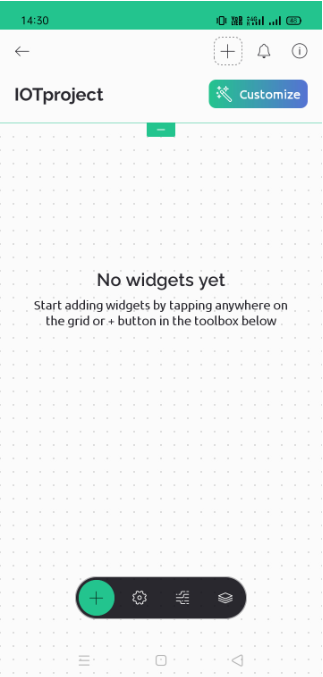 14:30
IOTproject
Customize
No widgets yet
Start adding widgets by tapping anywhere on
the grid or + button in the toolbox below